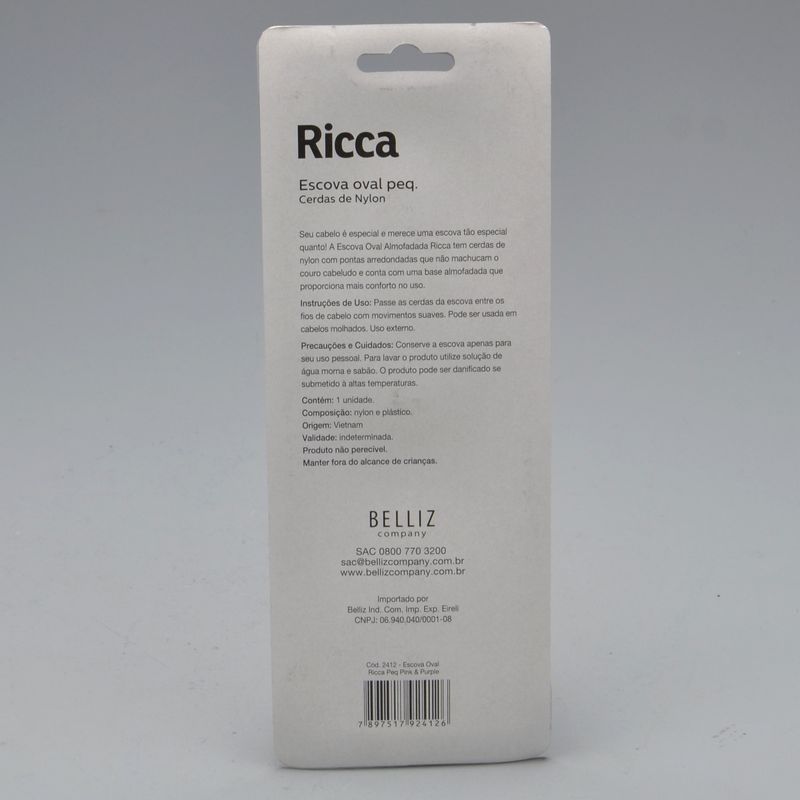 Ricca
Escova oval peq.
Cerdas de Nylon
Seu cabelo é especial e merece uma escova tão especial
quanto! A Escova Oval Almofadada Ricca tem cerdas de
nylon com pontas arredondadas que não machucam o
couro cabeludo e conta com uma base almofadada que
proporciona mais conforto no uso.
Instruções de Uso: Passe as cerdas da escova entre os
fios de cabelo com movimentos suaves. Pode ser usada em
cabelos molhados. Uso externo.
Precauções e Cuidados: Conserve a escova apenas para
seu uso pessoal. Para lavar o produto utilize solução de
água morna e sabão. O produto pode ser danificado se
submetido à altas temperaturas.
Contém: 1 unidade.
Composição: nylon e plástico.
Origem: Vietnam
Validade: indeterminada.
Produto não perecível.
Manter fora do alcance de crianças.
BELLIZ
company
SAC 0800 770 3200
sac@bellizcompany.com.br
www.bellizcompany.com.br
Importado por
Belliz Ind. Com. Imp. Exp. Eireli
CNPJ: 06.940.040/0001-08
Cód. 2412 - Escova Oval
Ricca Peq Pink & Purple
7 897517 924126